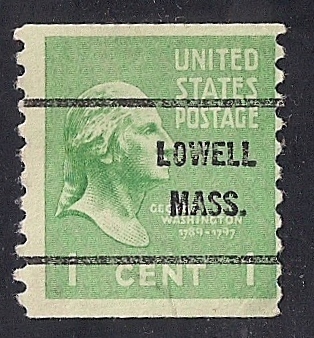 UNITED
STATES
POSTAGE
LOWELL
MASS.
GEORGE
WASHINGTON
1789-1797
1 CENT 1